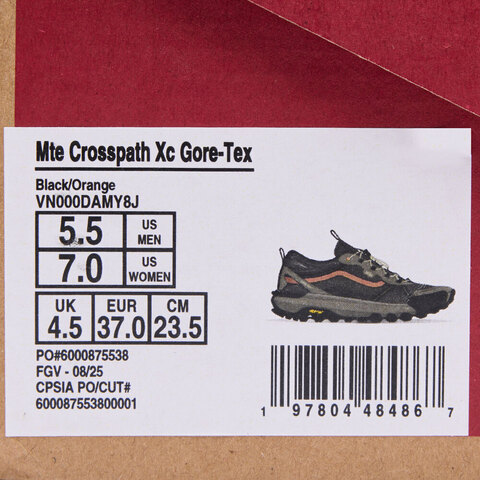 Mte Crosspath Xc Gore-Tex
Black/Orange
VN000DAMY8J
5.5 US MEN
7.0 US WOMEN
UK EUR CM
4.5 37.0 23.5
PO#6000875538
FGV - 08/25
CPSIA PO/CUT#
600087553800001
1 97804 48486 7